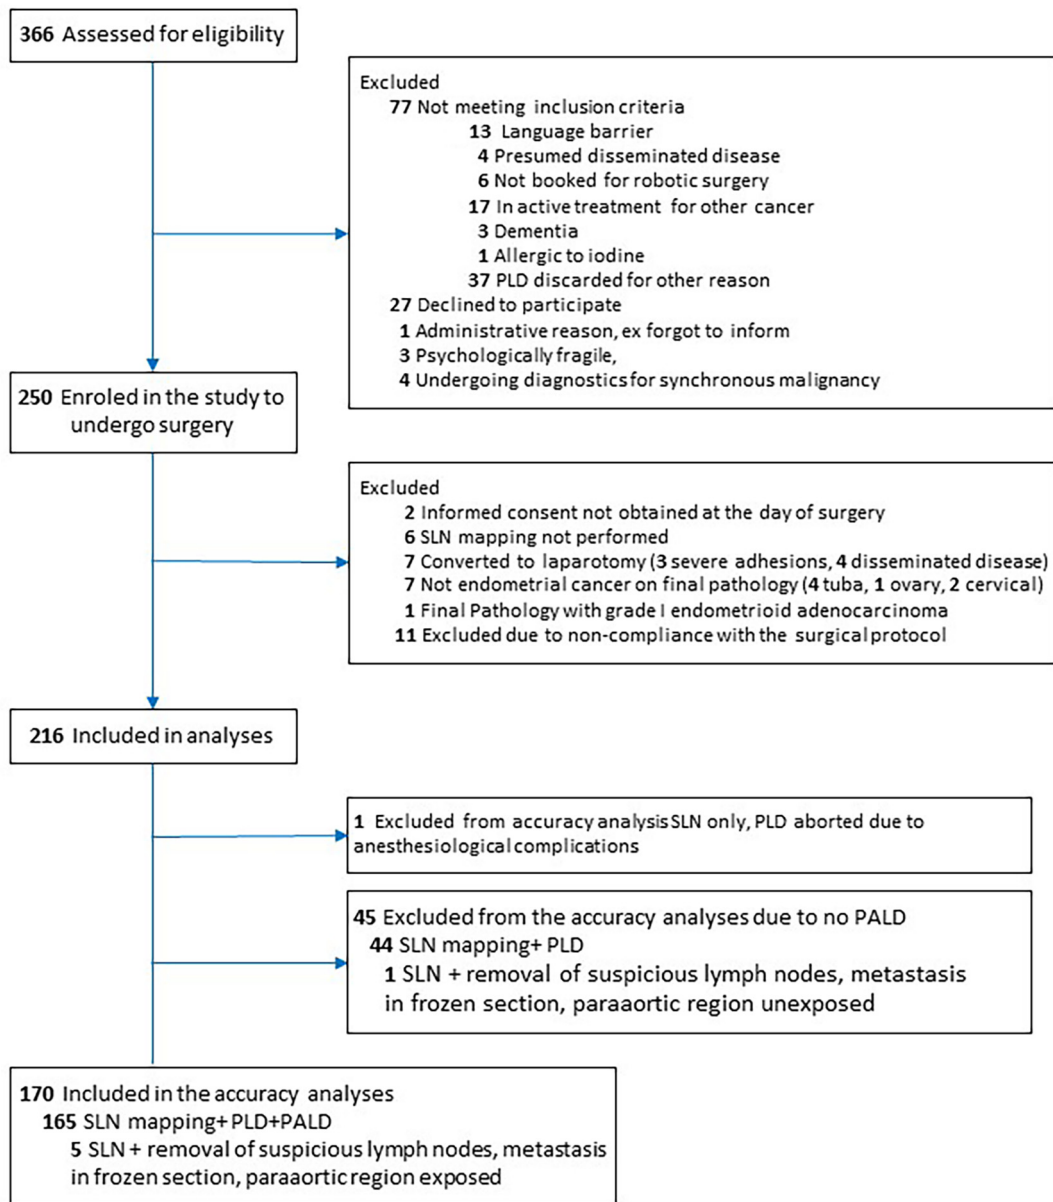 366 Assessed for eligibility
Excluded
77 Not meeting inclusion criteria
13 Language barrier
4 Presumed disseminated disease
6 Not booked for robotic surgery
17 In active treatment for other cancer
3 Dementia
1 Allergic to iodine
37 PLD discarded for other reason
27 Declined to participate
1 Administrative reason, ex forgot to inform
3 Psychologically fragile,
4 Undergoing diagnostics for synchronous malignancy
250 Enroled in the study to
undergo surgery
Excluded
2 Informed consent not obtained at the day of surgery
6 SLN mapping not performed
7 Converted to laparotomy (3 severe adhesions, 4 disseminated disease)
7 Not endometrial cancer on final pathology (4 tuba, 1 ovary, 2 cervical)
1 Final Pathology with grade I endometrioid adenocarcinoma
11 Excluded due to non-compliance with the surgical protocol
216 Included in analyses
1 Excluded from accuracy analysis SLN only, PLD aborted due to
anesthesiological complications
45 Excluded from the accuracy analyses due to no PALD
44 SLN mapping+ PLD
1 SLN + removal of suspicious lymph nodes, metastasis
in frozen section, paraaortic region unexposed
170 Included in the accuracy analyses
165 SLN mapping+ PLD+PALD
5 SLN + removal of suspicious lymph nodes, metastasis
in frozen section, paraaortic region exposed